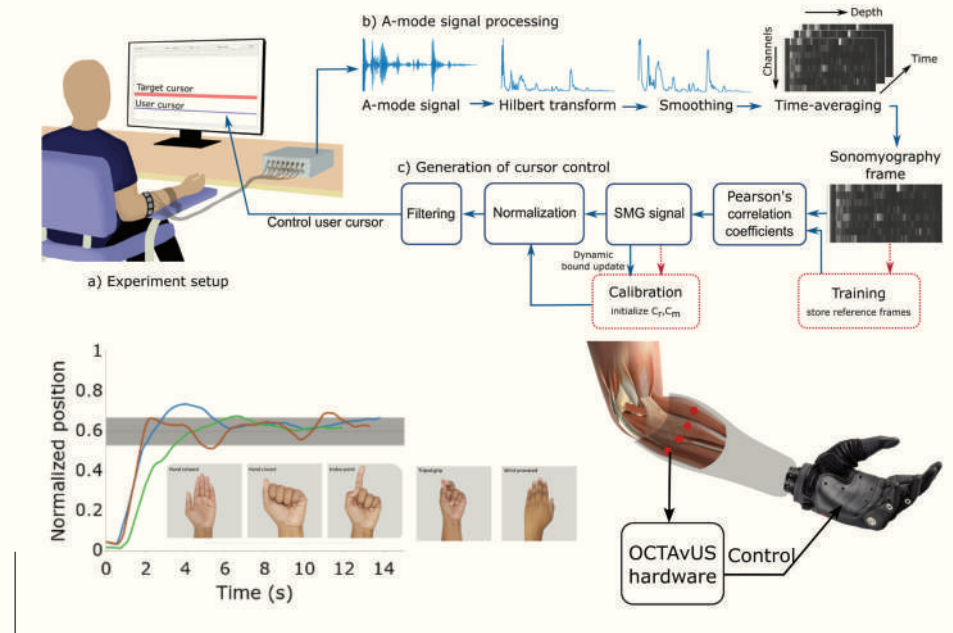 b) A-mode signal processing
Depth
Channels
Time
Target cursor
User cursor
A-mode signal
Hilbert transform
Smoothing
Time-averaging
Sonomyography
frame
c) Generation of cursor control
Control user cursor
Filtering
Normalization
SMG signal
Pearson's
correlation
coefficients
Dynamic
bound update
a) Experiment setup
Calibration
initialize Cr,Cm
Training
store reference frames
Normalized position
1
0.8
0.6
0.4
0.2
0
Hand relaxed
Hand closed
Index point
Tripod grip
Wrist pronated
0
2
4
6
8
10
12
14
Time (s)
OCTAvUS
hardware
Control